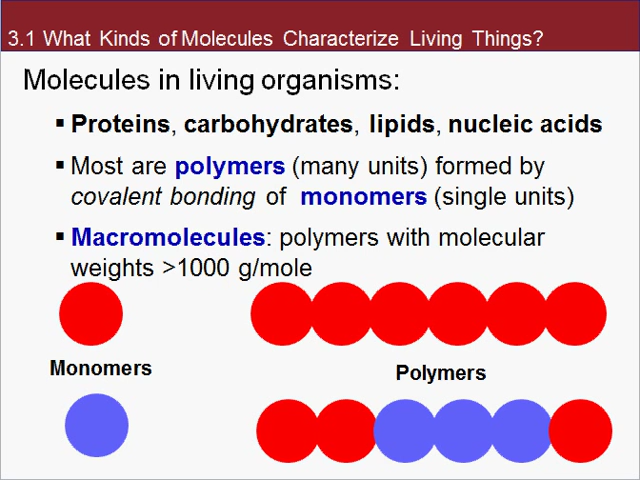 3.1 What Kinds of Molecules Characterize Living Things?
Molecules in living organisms:
▪ Proteins, carbohydrates, lipids, nucleic acids
▪ Most are polymers (many units) formed by
covalent bonding of monomers (single units)
▪ Macromolecules: polymers with molecular
weights >1000 g/mole
Monomers
Polymers